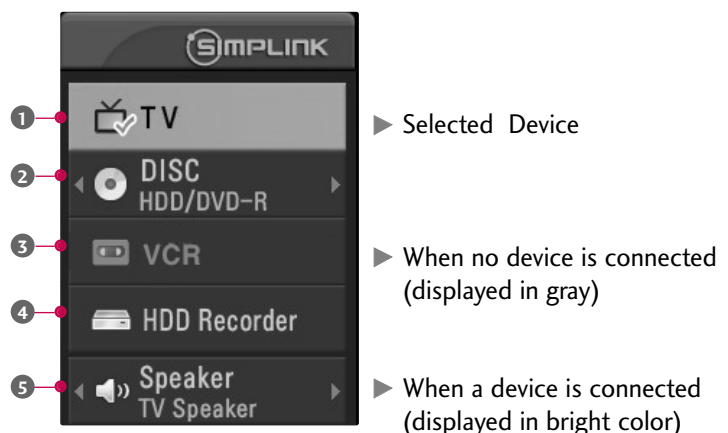 SIMPLINK
1 TV
Selected Device
2 DISC
HDD/DVD-R
3 VCR
When no device is connected
(displayed in gray)
4 HDD Recorder
5 Speaker
TV Speaker
When a device is connected
(displayed in bright color)